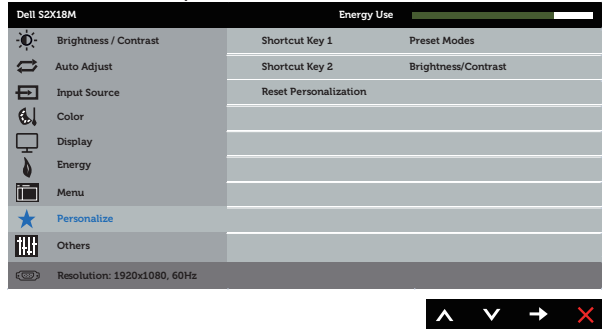 Dell S2X18M Energy Use
Brightness / Contrast Shortcut Key 1 Preset Modes
Auto Adjust Shortcut Key 2 Brightness/Contrast
Input Source Reset Personalization
Color
Display
Energy
Menu
Personalize
Others
Resolution: 1920x1080, 60Hz